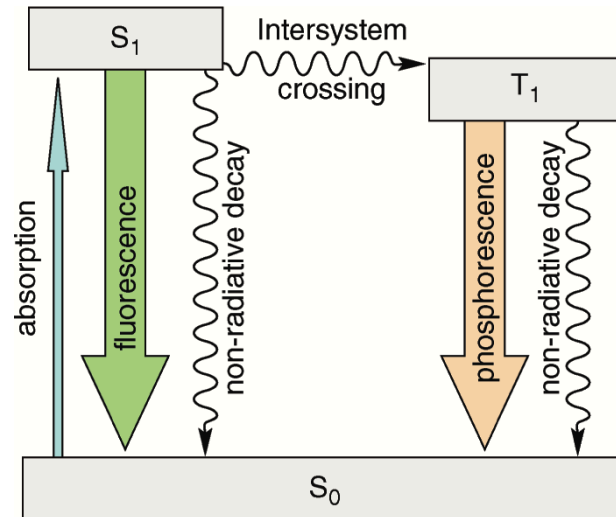 S₁
Intersystem
crossing
T₁
absorption
fluorescence
non-radiative decay
phosphorescence
non-radiative decay
S₀